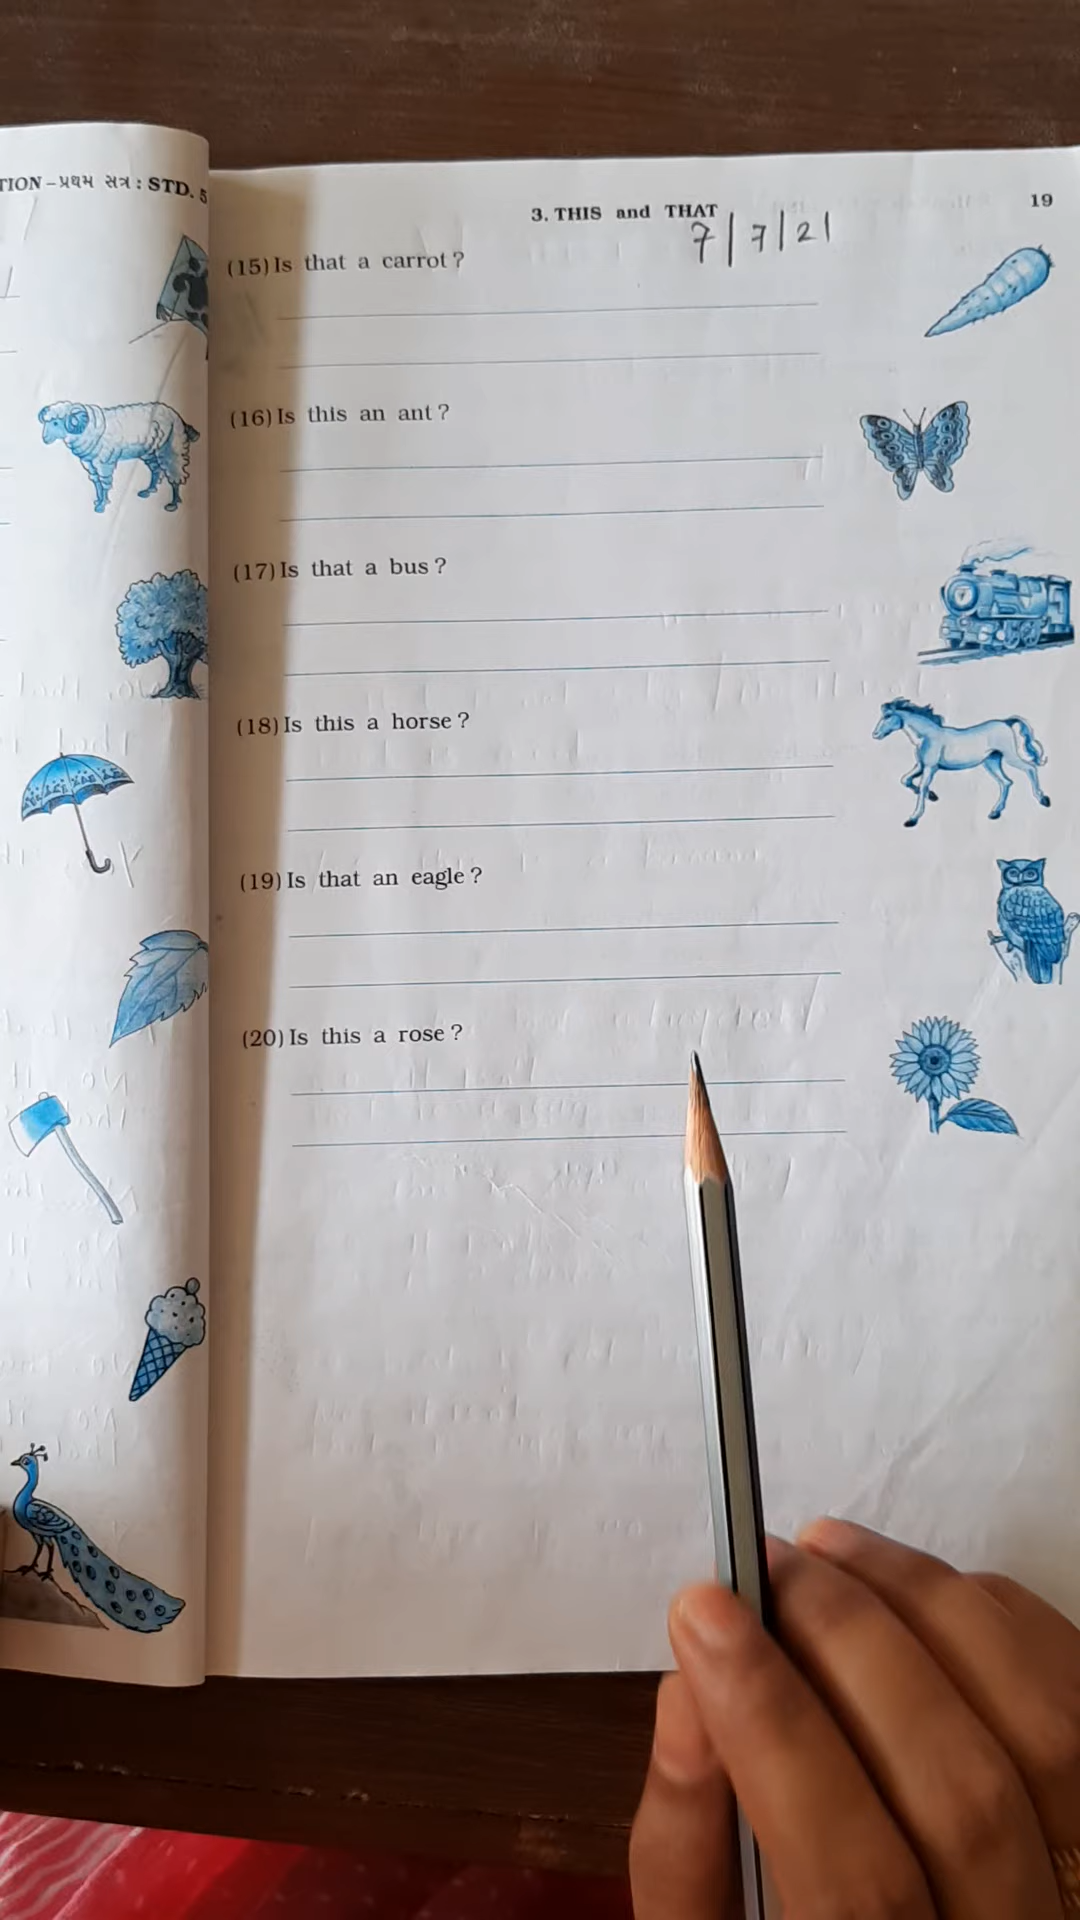 TION – પ્રથમ સત્ર : STD. 5
3. THIS and THAT
19
7/7/21
(15) Is that a carrot ?
(16) Is this an ant ?
(17) Is that a bus ?
(18) Is this a horse ?
(19) Is that an eagle ?
(20) Is this a rose ?